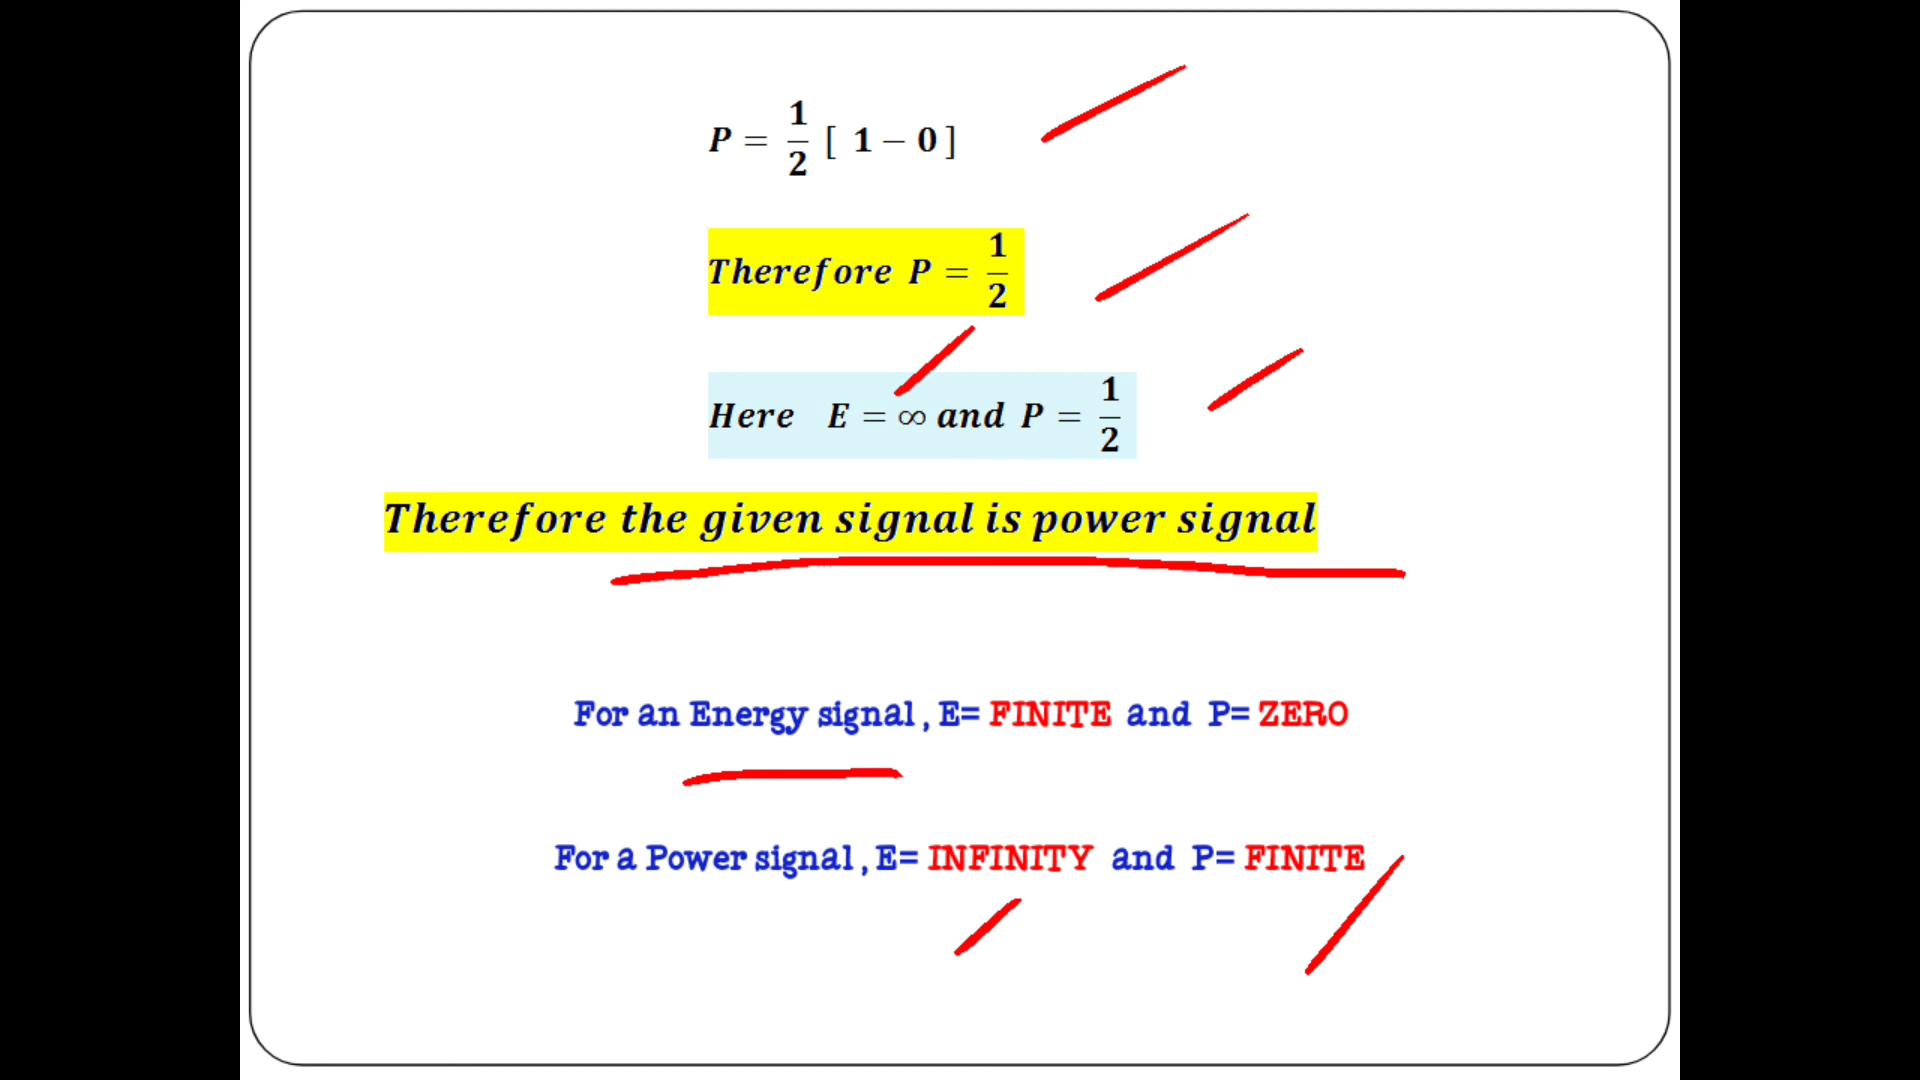 P = 1/2 [ 1 − 0 ]
Therefore P = 1/2
Here E = ∞ and P = 1/2
Therefore the given signal is power signal
For an Energy signal , E= FINITE and P= ZERO
For a Power signal , E= INFINITY and P= FINITE